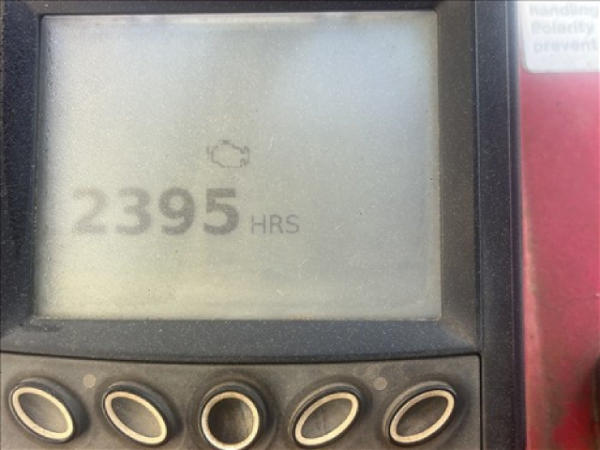 handling
Polarity
prevent
2395 HRS